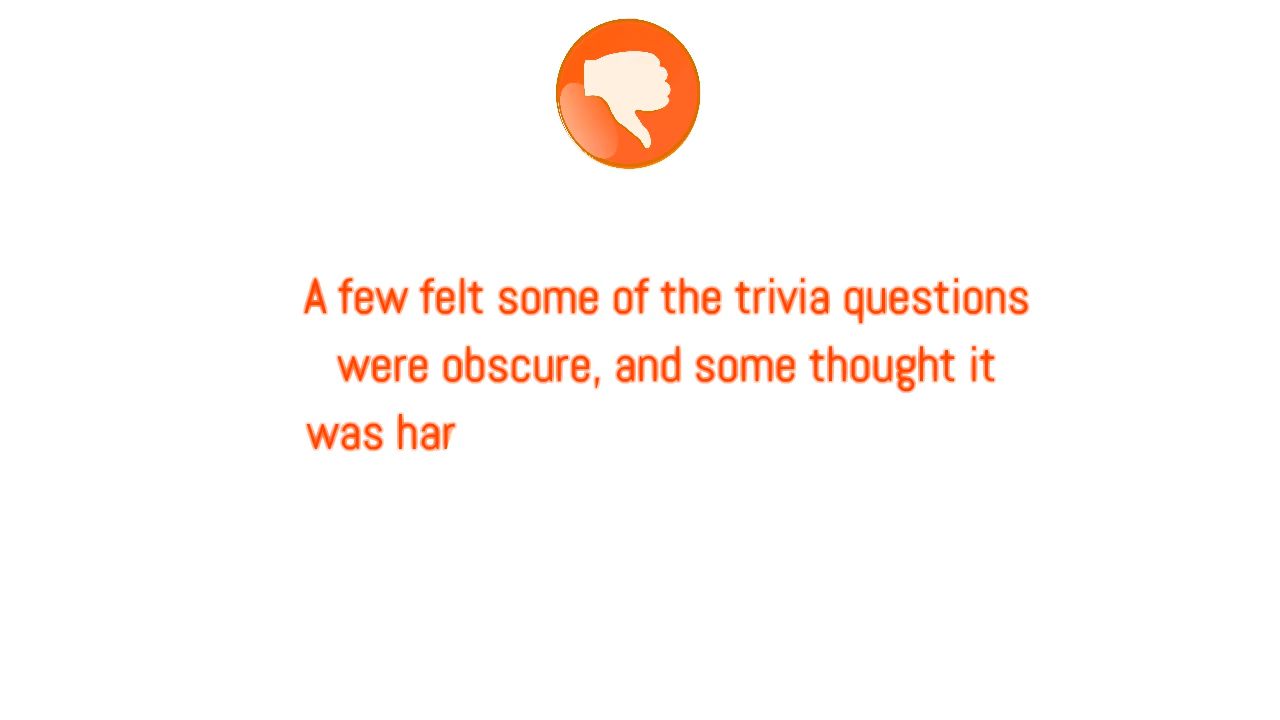 A few felt some of the trivia questions
were obscure, and some thought it
was har